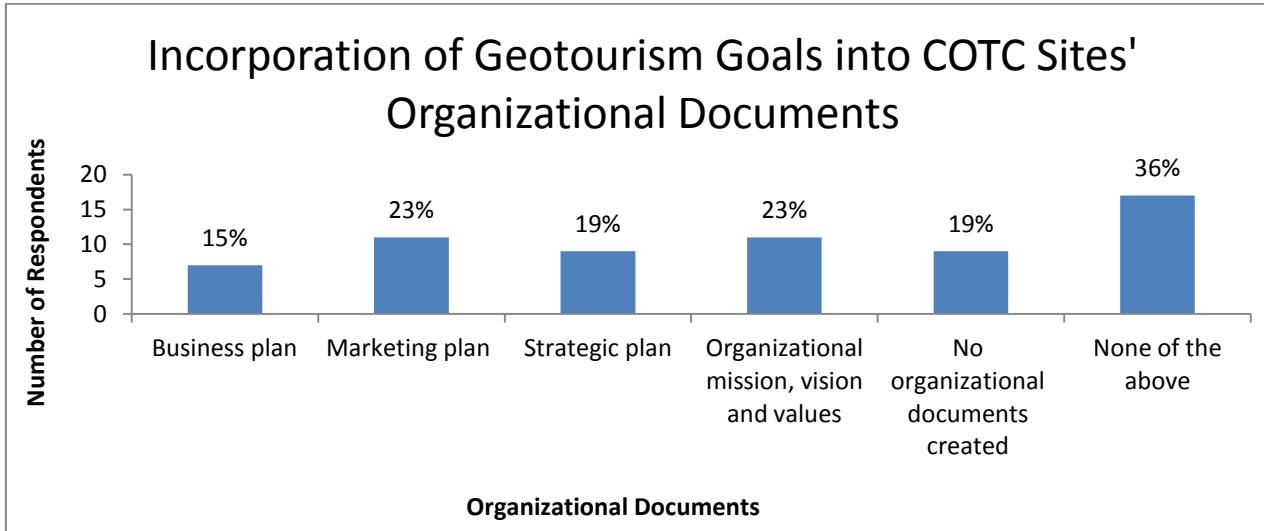 Incorporation of Geotourism Goals into COTC Sites'
Organizational Documents
Number of Respondents
20
15
10
5
0
15%
23%
19%
23%
19%
36%
Business plan
Marketing plan
Strategic plan
Organizational
mission, vision
and values
No
organizational
documents
created
None of the
above
Organizational Documents